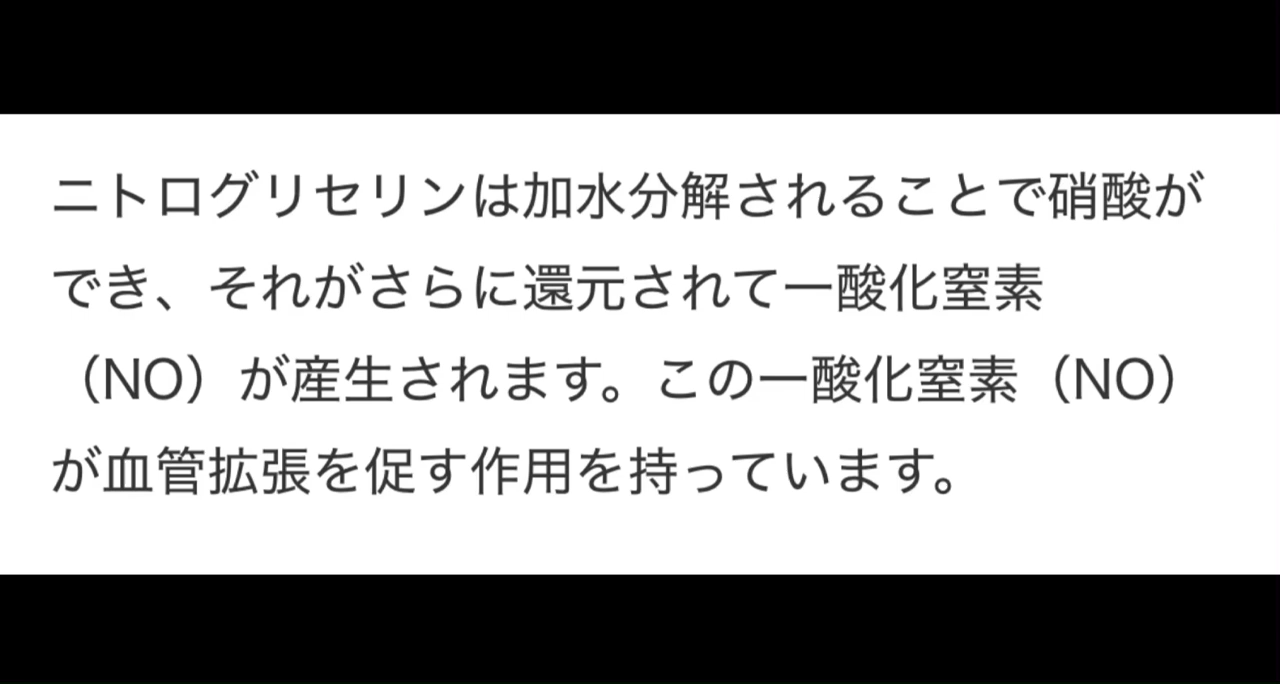 ニトログリセリンは加水分解されることで硝酸が
でき、それがさらに還元されて一酸化窒素
（NO）が産生されます。この一酸化窒素（NO）
が血管拡張を促す作用を持っています。